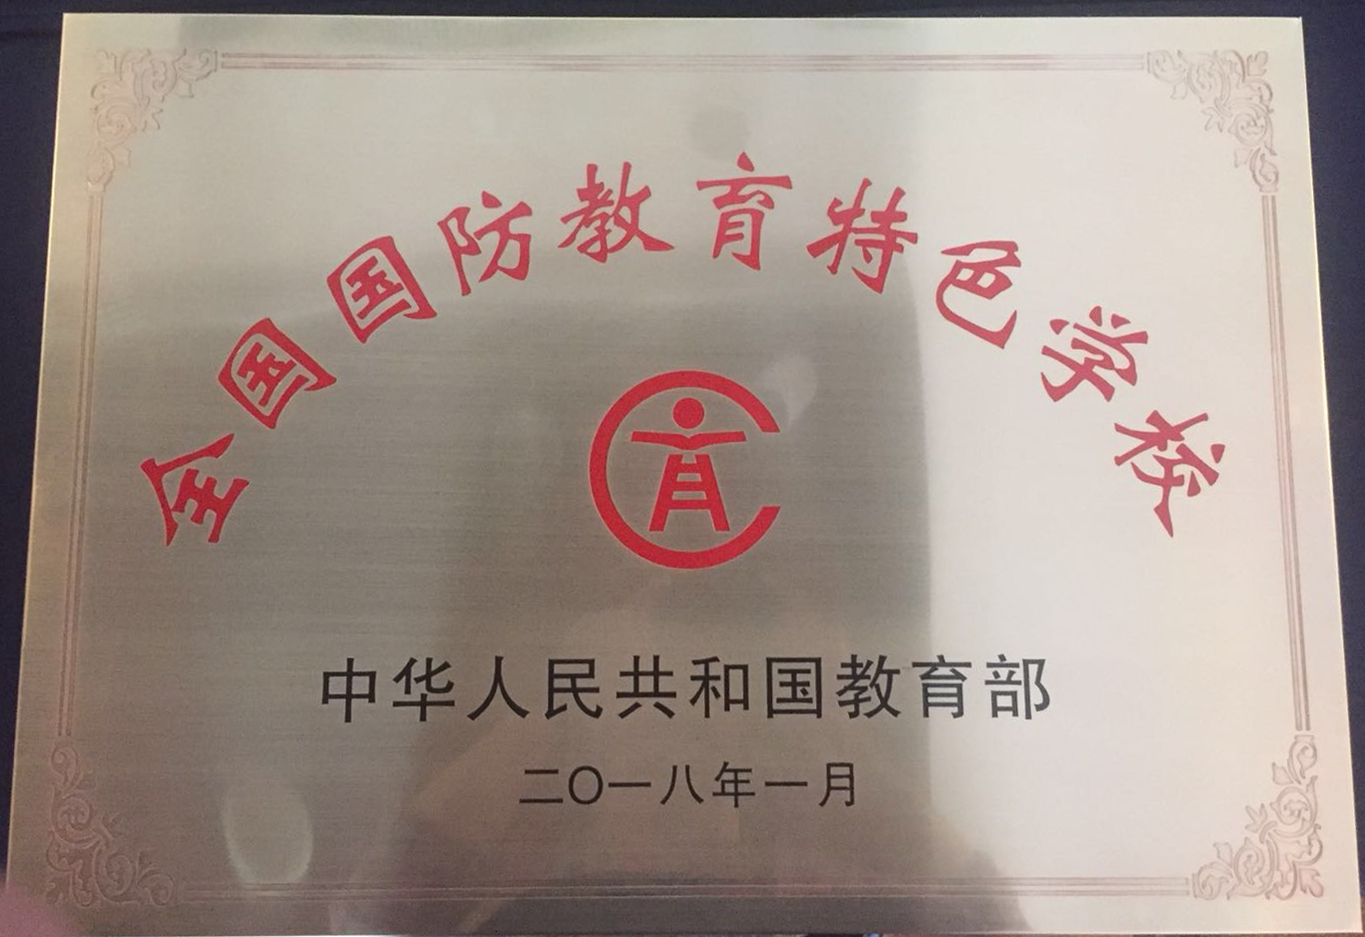 全国国防教育特色学校
中华人民共和国教育部
二〇一八年一月